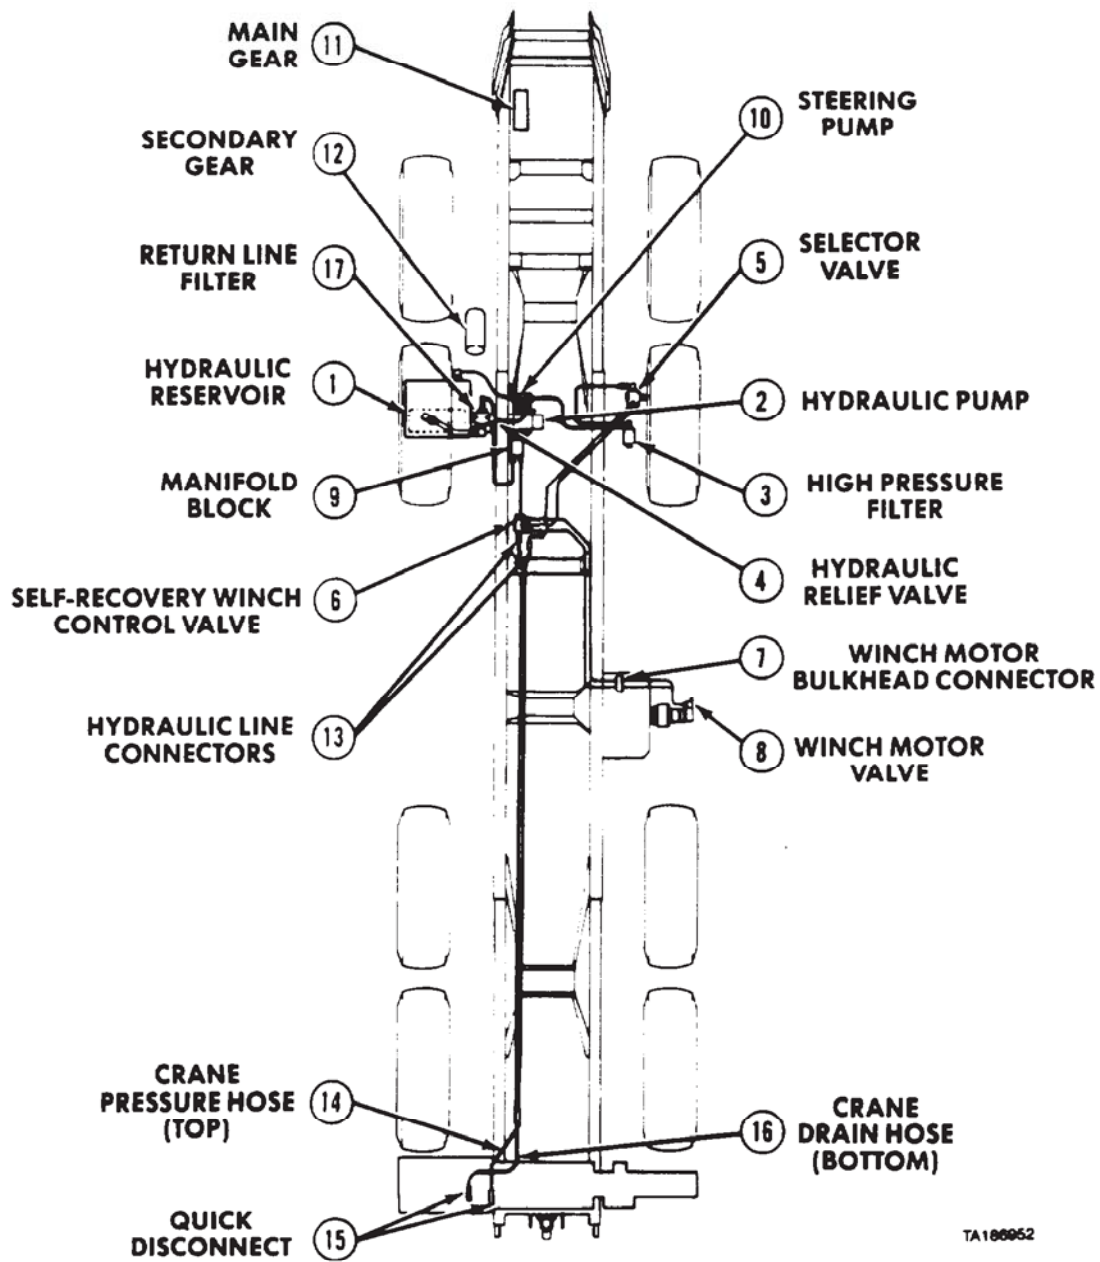 MAIN
GEAR
11
10
STEERING
PUMP
SECONDARY
GEAR
12
RETURN LINE
FILTER
17
5
SELECTOR
VALVE
HYDRAULIC
RESERVOIR
1
2
HYDRAULIC PUMP
MANIFOLD
BLOCK
9
3
HIGH PRESSURE
FILTER
SELF-RECOVERY WINCH
CONTROL VALVE
6
4
HYDRAULIC
RELIEF VALVE
7
WINCH MOTOR
BULKHEAD CONNECTOR
HYDRAULIC LINE
CONNECTORS
13
8
WINCH MOTOR
VALVE
CRANE
PRESSURE HOSE
(TOP)
14
16
CRANE
DRAIN HOSE
(BOTTOM)
QUICK
DISCONNECT
15
TA186952